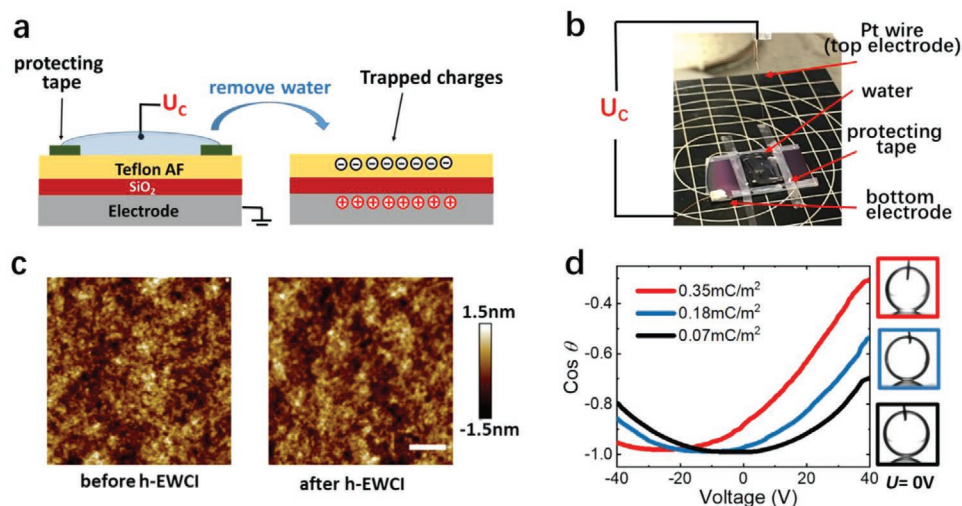 a
protecting
tape
U_C
remove water
Trapped charges
Teflon AF
SiO₂
Electrode
b
U_C
Pt wire
(top electrode)
water
protecting
tape
bottom
electrode
c
1.5nm
-1.5nm
before h-EWCI
after h-EWCI
d
0.35mC/m²
0.18mC/m²
0.07mC/m²
Cos θ
-0.4
-0.6
-0.8
-1.0
-40
-20
0
20
40
Voltage (V)
U= 0V